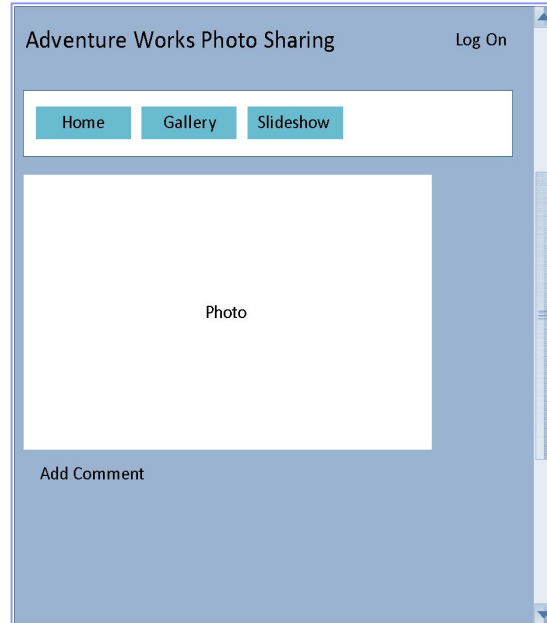 Adventure Works Photo Sharing
Log On
Home
Gallery
Slideshow
Photo
Add Comment